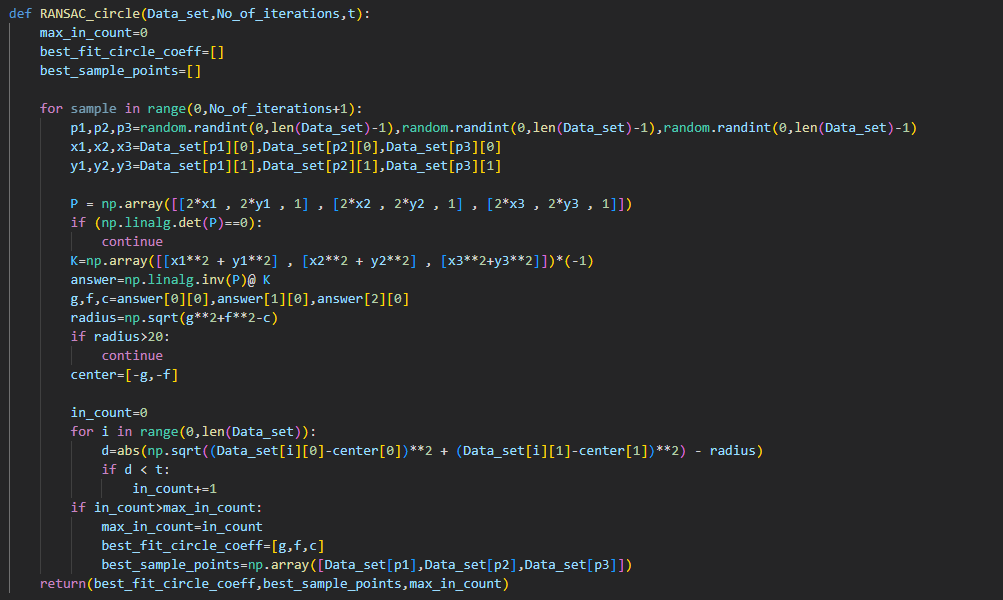 def RANSAC_circle(Data_set,No_of_iterations,t):
    max_in_count=0
    best_fit_circle_coeff=[]
    best_sample_points=[]

    for sample in range(0,No_of_iterations+1):
        p1,p2,p3=random.randint(0,len(Data_set)-1),random.randint(0,len(Data_set)-1),random.randint(0,len(Data_set)-1)
        x1,x2,x3=Data_set[p1][0],Data_set[p2][0],Data_set[p3][0]
        y1,y2,y3=Data_set[p1][1],Data_set[p2][1],Data_set[p3][1]

        P = np.array([[2*x1 , 2*y1 , 1] , [2*x2 , 2*y2 , 1] , [2*x3 , 2*y3 , 1]])
        if (np.linalg.det(P)==0):
            continue
        K=np.array([[x1**2 + y1**2] , [x2**2 + y2**2] , [x3**2+y3**2]])*(-1)
        answer=np.linalg.inv(P)@ K
        g,f,c=answer[0][0],answer[1][0],answer[2][0]
        radius=np.sqrt(g**2+f**2-c)
        if radius>20:
            continue
        center=[-g,-f]

        in_count=0
        for i in range(0,len(Data_set)):
            d=abs(np.sqrt((Data_set[i][0]-center[0])**2 + (Data_set[i][1]-center[1])**2) - radius)
            if d < t:
                in_count+=1
        if in_count>max_in_count:
            max_in_count=in_count
            best_fit_circle_coeff=[g,f,c]
            best_sample_points=np.array([Data_set[p1],Data_set[p2],Data_set[p3]])
    return(best_fit_circle_coeff,best_sample_points,max_in_count)